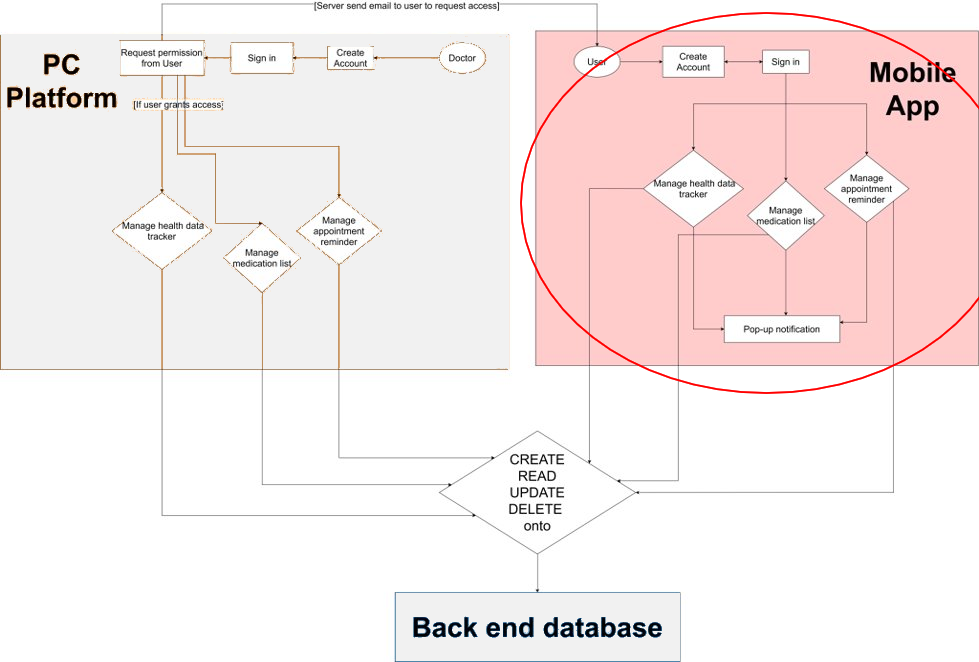 [Server send email to user to request access]
PC
Platform
Request permission
from User
Sign in
Create
Account
Doctor
[If user grants access]
Manage health data
tracker
Manage
medication list
Manage
appointment
reminder
User
Create
Account
Sign in
Mobile
App
Manage health data
tracker
Manage
medication list
Manage
appointment
reminder
Pop-up notification
CREATE
READ
UPDATE
DELETE
onto
Back end database